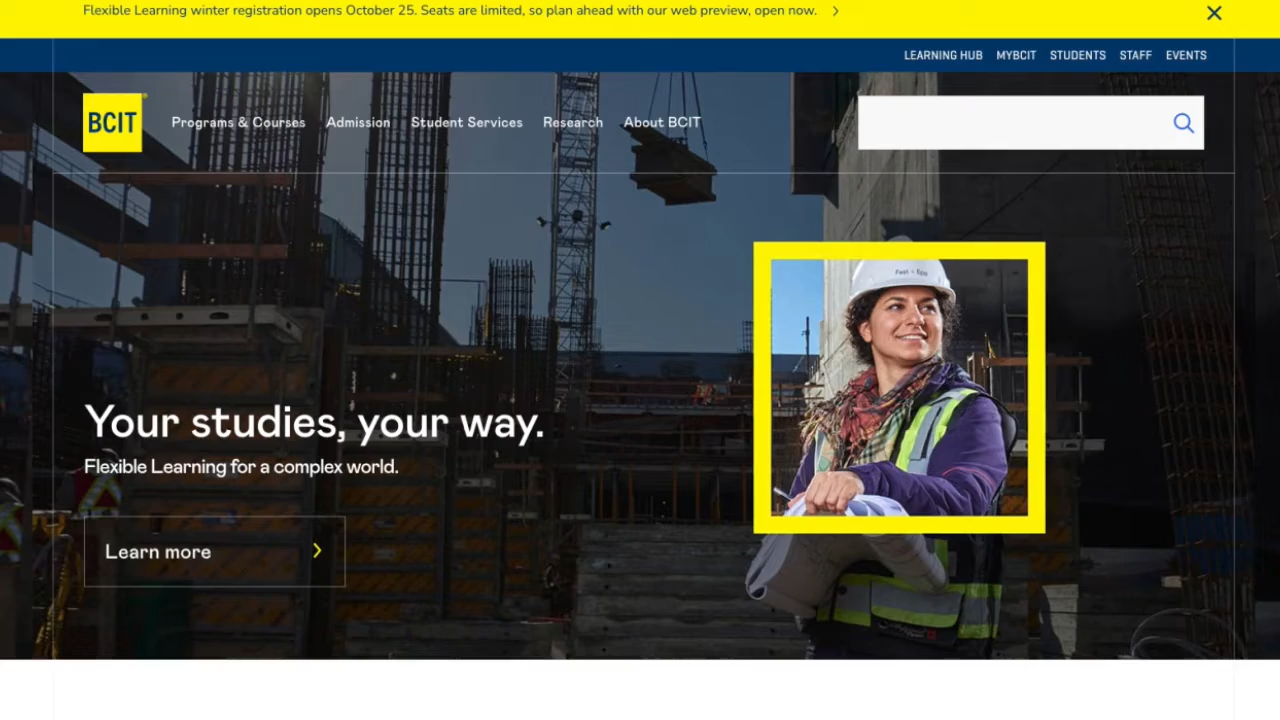 Flexible Learning winter registration opens October 25. Seats are limited, so plan ahead with our web preview, open now.
LEARNING HUB MYBCIT STUDENTS STAFF EVENTS
BCIT
Programs & Courses Admission Student Services Research About BCIT
Fast + Epp
Your studies, your way.
Flexible Learning for a complex world.
Learn more